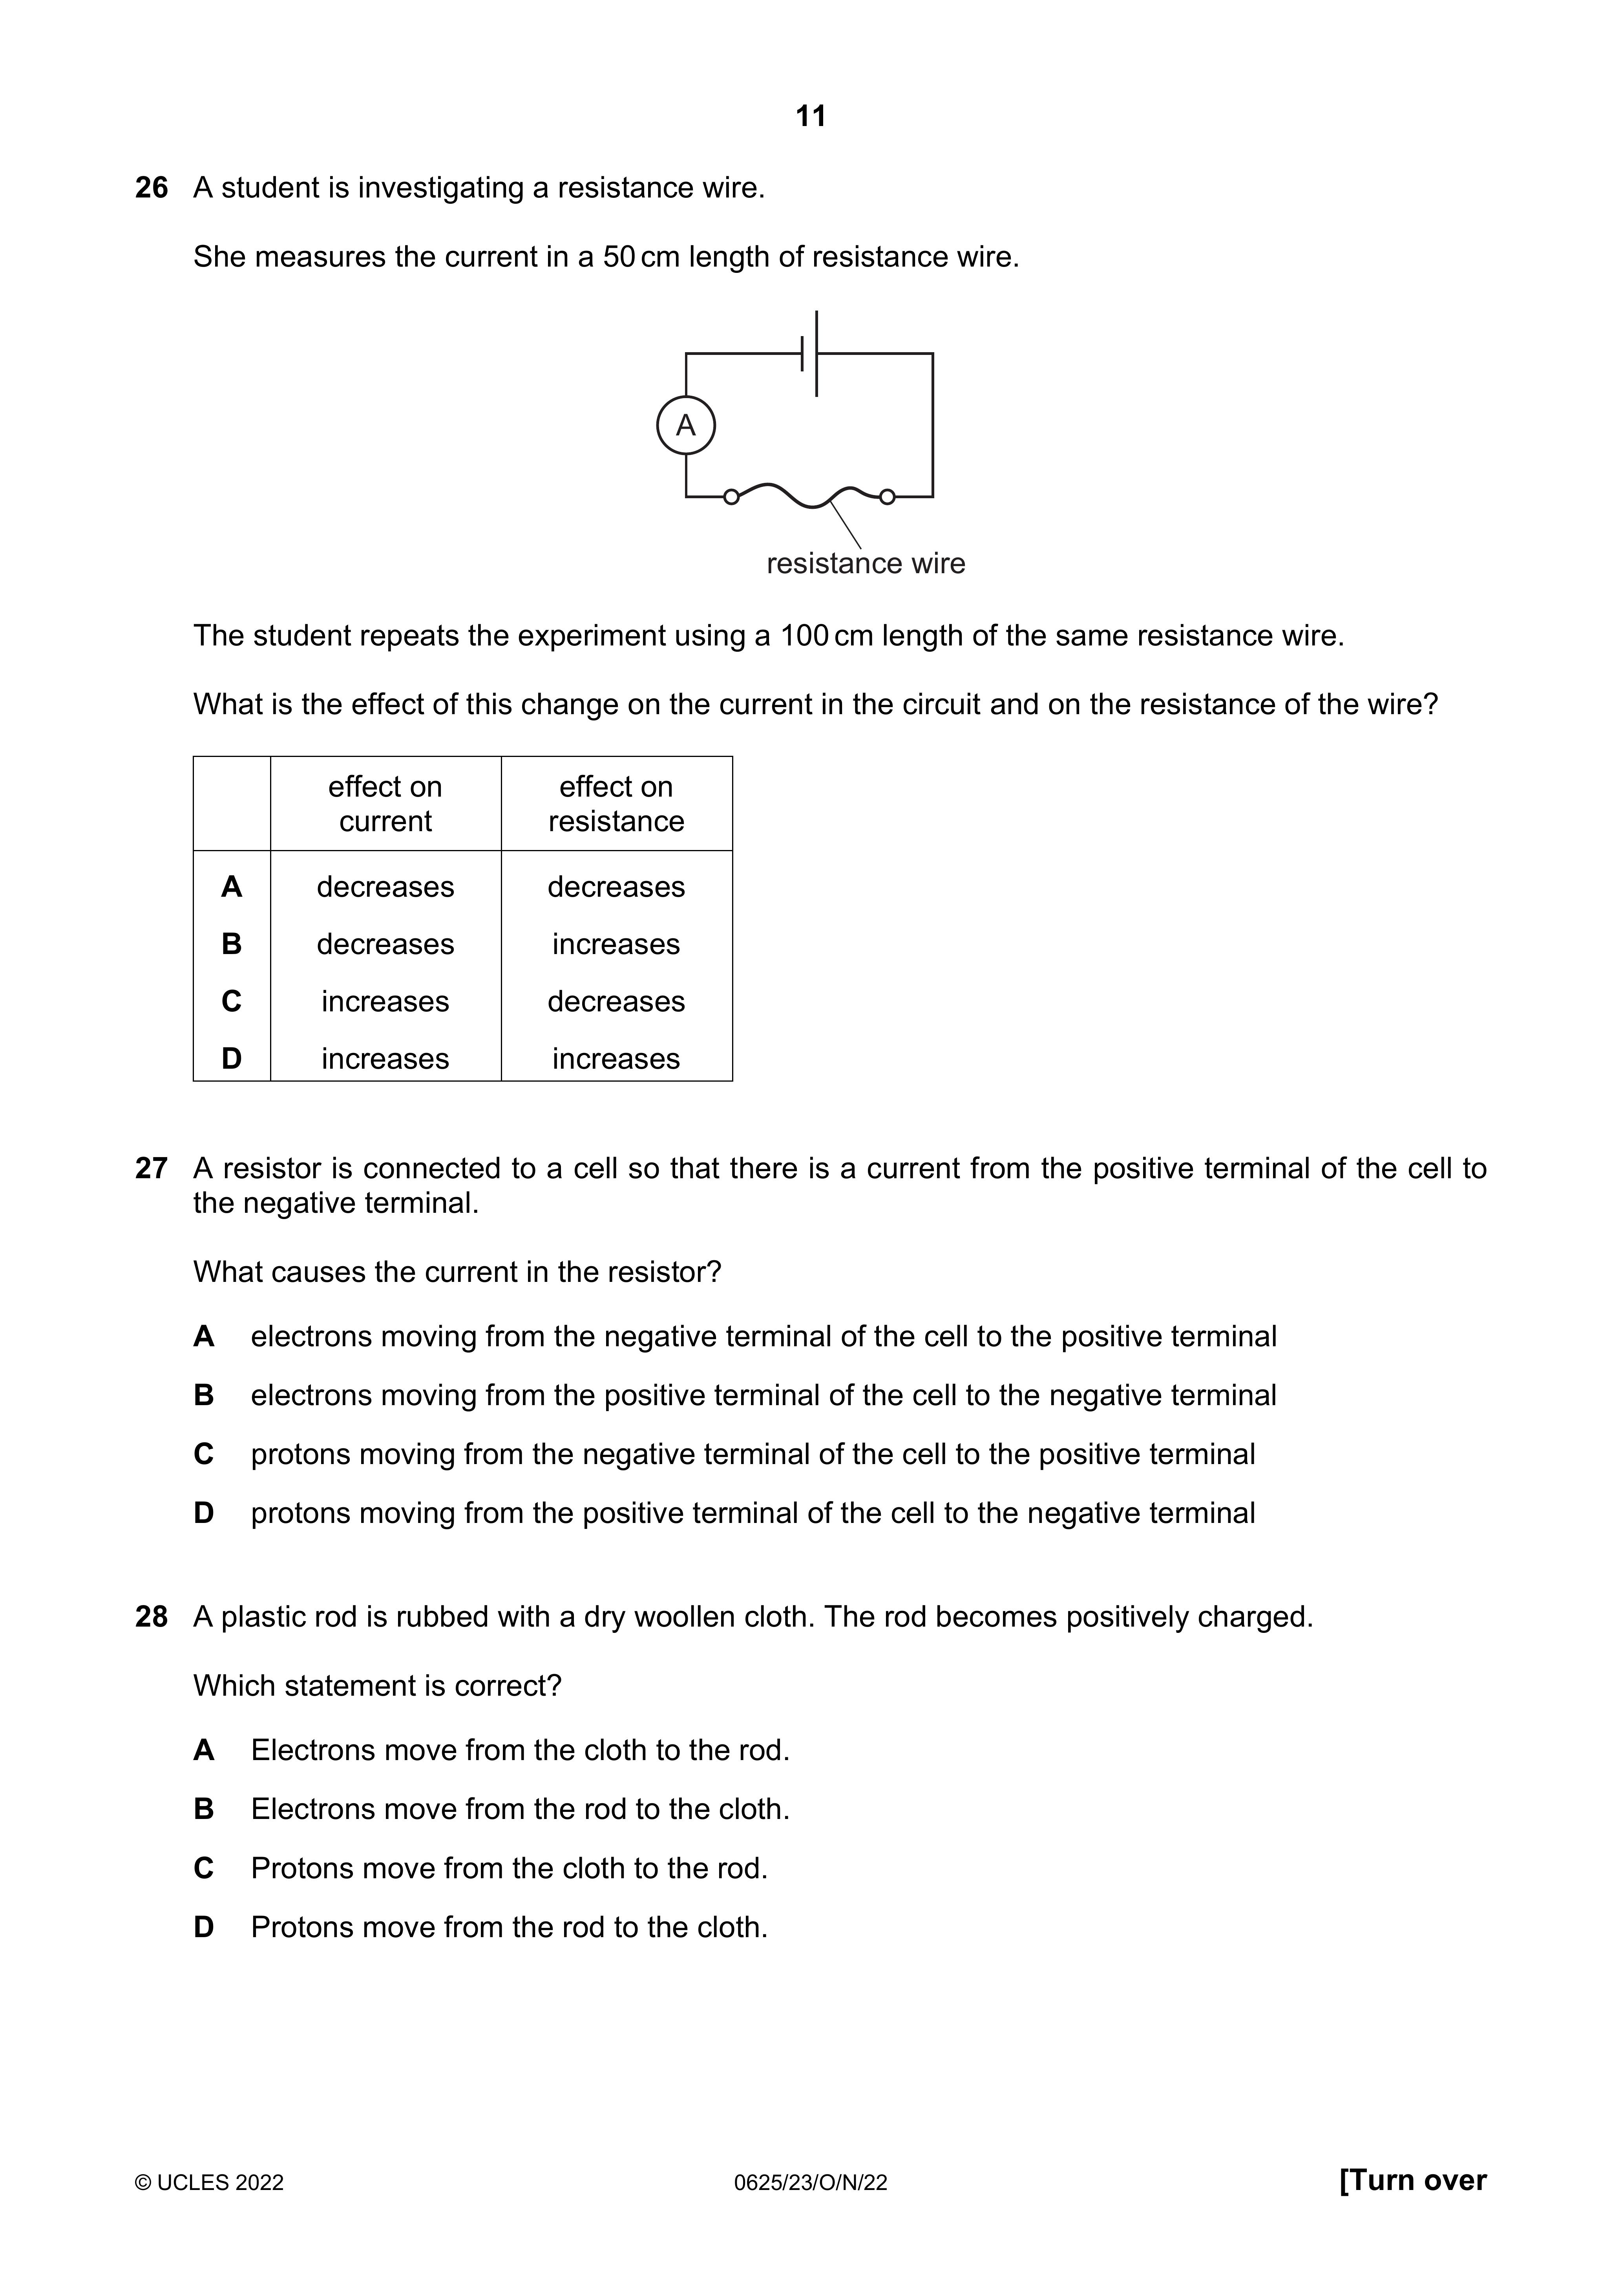 11
26 A student is investigating a resistance wire.
She measures the current in a 50 cm length of resistance wire.
A
resistance wire
The student repeats the experiment using a 100 cm length of the same resistance wire.
What is the effect of this change on the current in the circuit and on the resistance of the wire?
effect on effect on
current resistance
A decreases decreases
B decreases increases
C increases decreases
D increases increases
27 A resistor is connected to a cell so that there is a current from the positive terminal of the cell to
the negative terminal.
What causes the current in the resistor?
A electrons moving from the negative terminal of the cell to the positive terminal
B electrons moving from the positive terminal of the cell to the negative terminal
C protons moving from the negative terminal of the cell to the positive terminal
D protons moving from the positive terminal of the cell to the negative terminal
28 A plastic rod is rubbed with a dry woollen cloth. The rod becomes positively charged.
Which statement is correct?
A Electrons move from the cloth to the rod.
B Electrons move from the rod to the cloth.
C Protons move from the cloth to the rod.
D Protons move from the rod to the cloth.
© UCLES 2022 0625/23/O/N/22 [Turn over